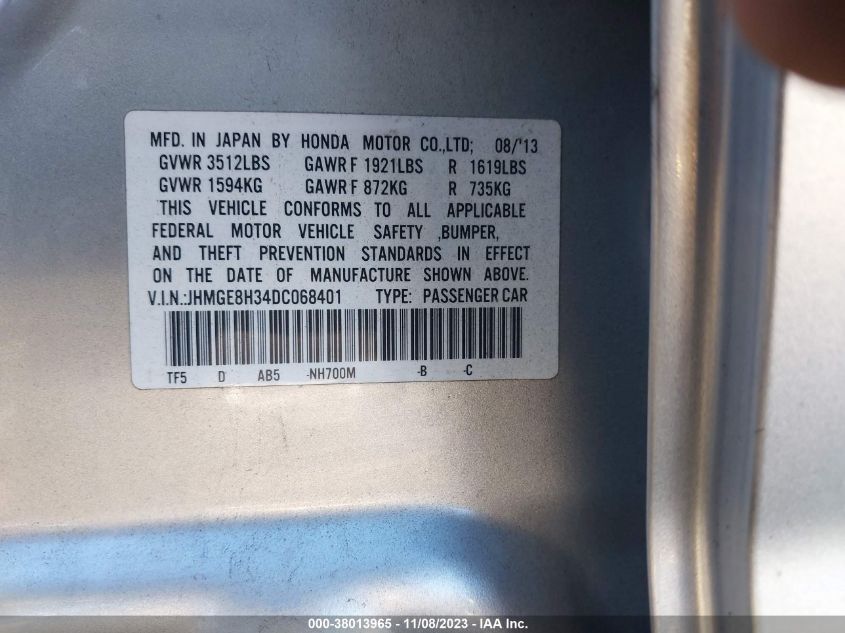 MFD. IN JAPAN BY HONDA MOTOR CO.,LTD; 08/'13
GVWR 3512LBS GAWR F 1921LBS R 1619LBS
GVWR 1594KG GAWR F 872KG R 735KG
THIS VEHICLE CONFORMS TO ALL APPLICABLE
FEDERAL MOTOR VEHICLE SAFETY ,BUMPER,
AND THEFT PREVENTION STANDARDS IN EFFECT
ON THE DATE OF MANUFACTURE SHOWN ABOVE.
V.I.N.:JHMGE8H34DC068401 TYPE: PASSENGER CAR
TF5 D AB5 -NH700M -B -C
000-38013965 - 11/08/2023 - IAA Inc.